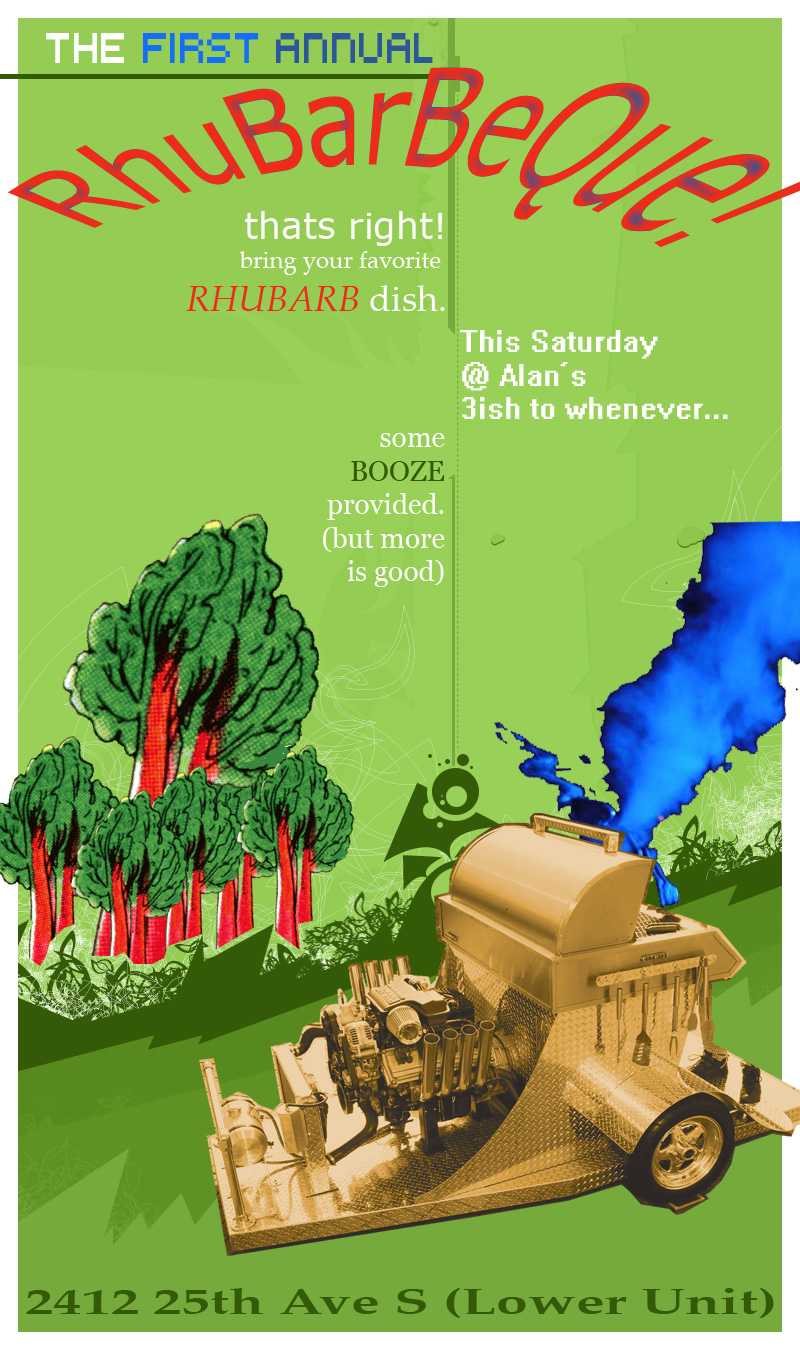 THE FIRST ANNUAL
RhuBarBeQue!
thats right!
bring your favorite
RHUBARB dish.
This Saturday
@ Alan´s
3ish to whenever...
some
BOOZE
provided.
(but more
is good)
2412 25th Ave S (Lower Unit)